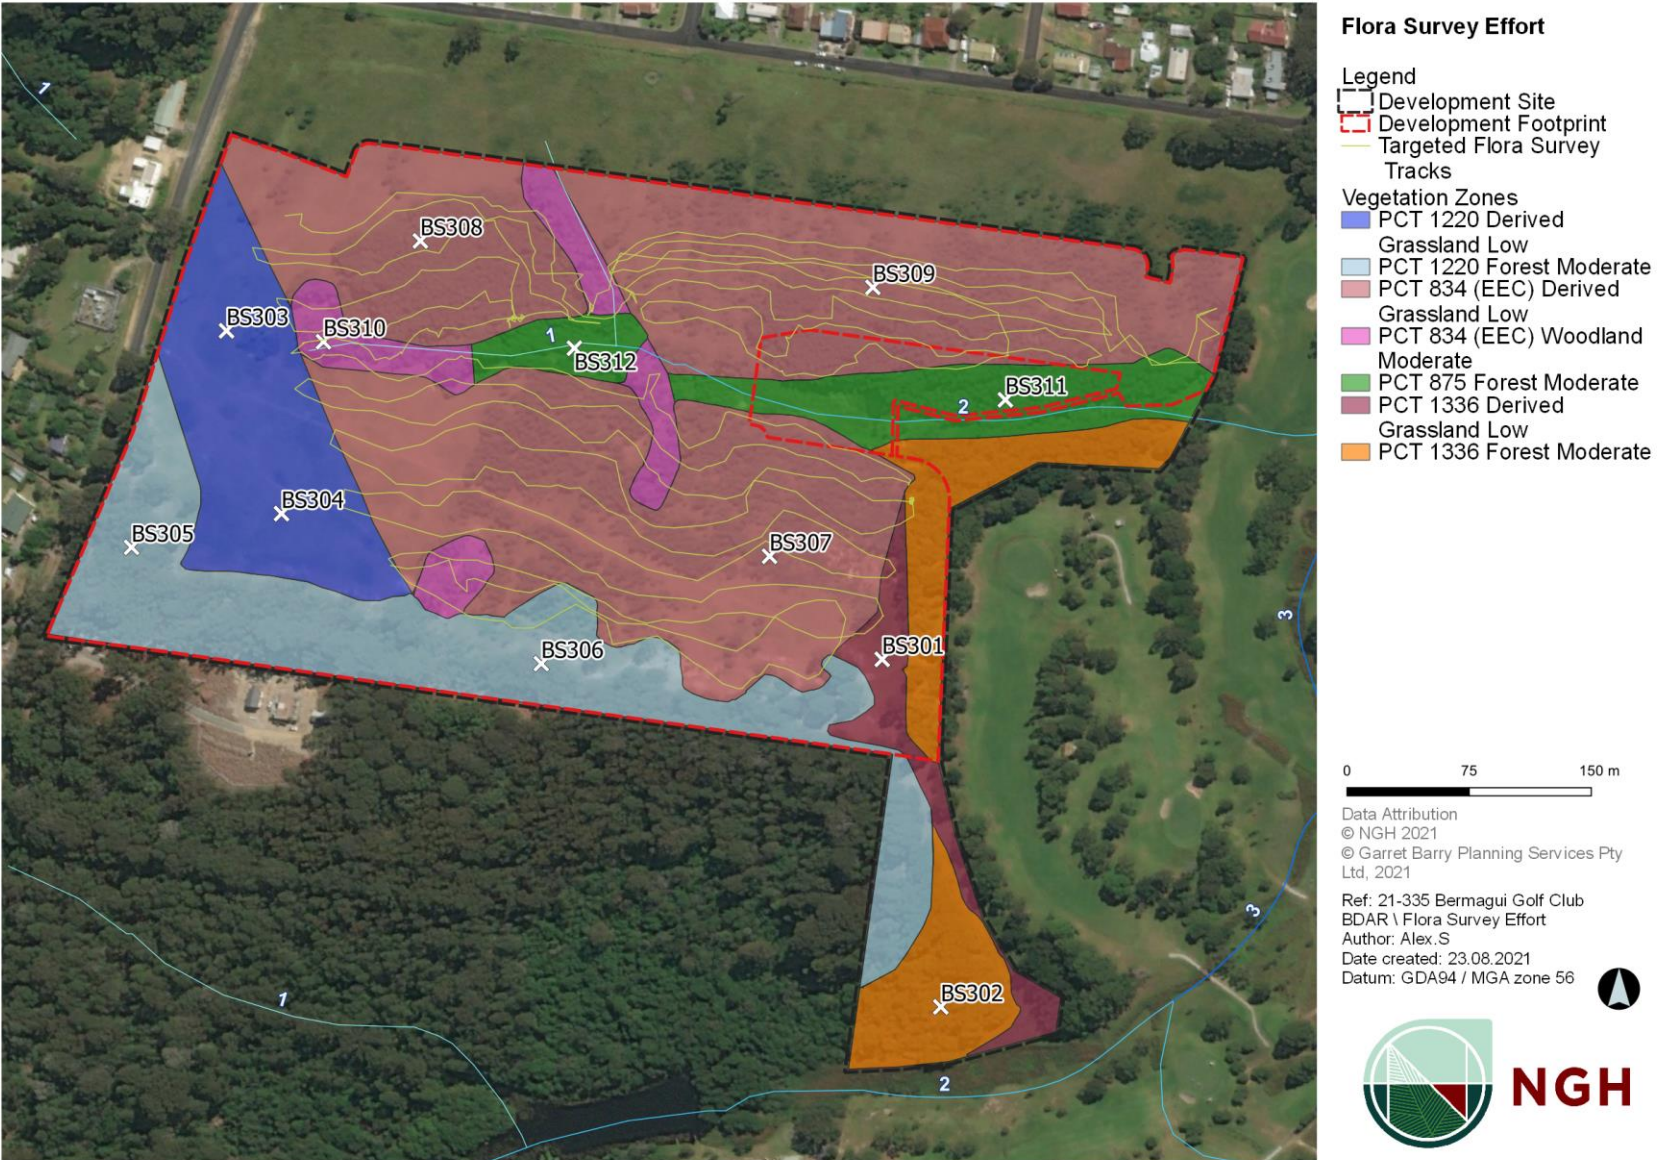 Flora Survey Effort
Legend
Development Site
Development Footprint
Targeted Flora Survey
Tracks
Vegetation Zones
PCT 1220 Derived
Grassland Low
PCT 1220 Forest Moderate
PCT 834 (EEC) Derived
Grassland Low
PCT 834 (EEC) Woodland
Moderate
PCT 875 Forest Moderate
PCT 1336 Derived
Grassland Low
PCT 1336 Forest Moderate
1
BS308
BS309
BS303
BS310
1
BS312
BS311
2
BS304
BS305
BS307
3
BS306
BS301
3
BS302
1
2
0 75 150 m
Data Attribution
© NGH 2021
© Garret Barry Planning Services Pty
Ltd, 2021
Ref: 21-335 Bermagui Golf Club
BDAR \ Flora Survey Effort
Author: Alex.S
Date created: 23.08.2021
Datum: GDA94 / MGA zone 56
NGH